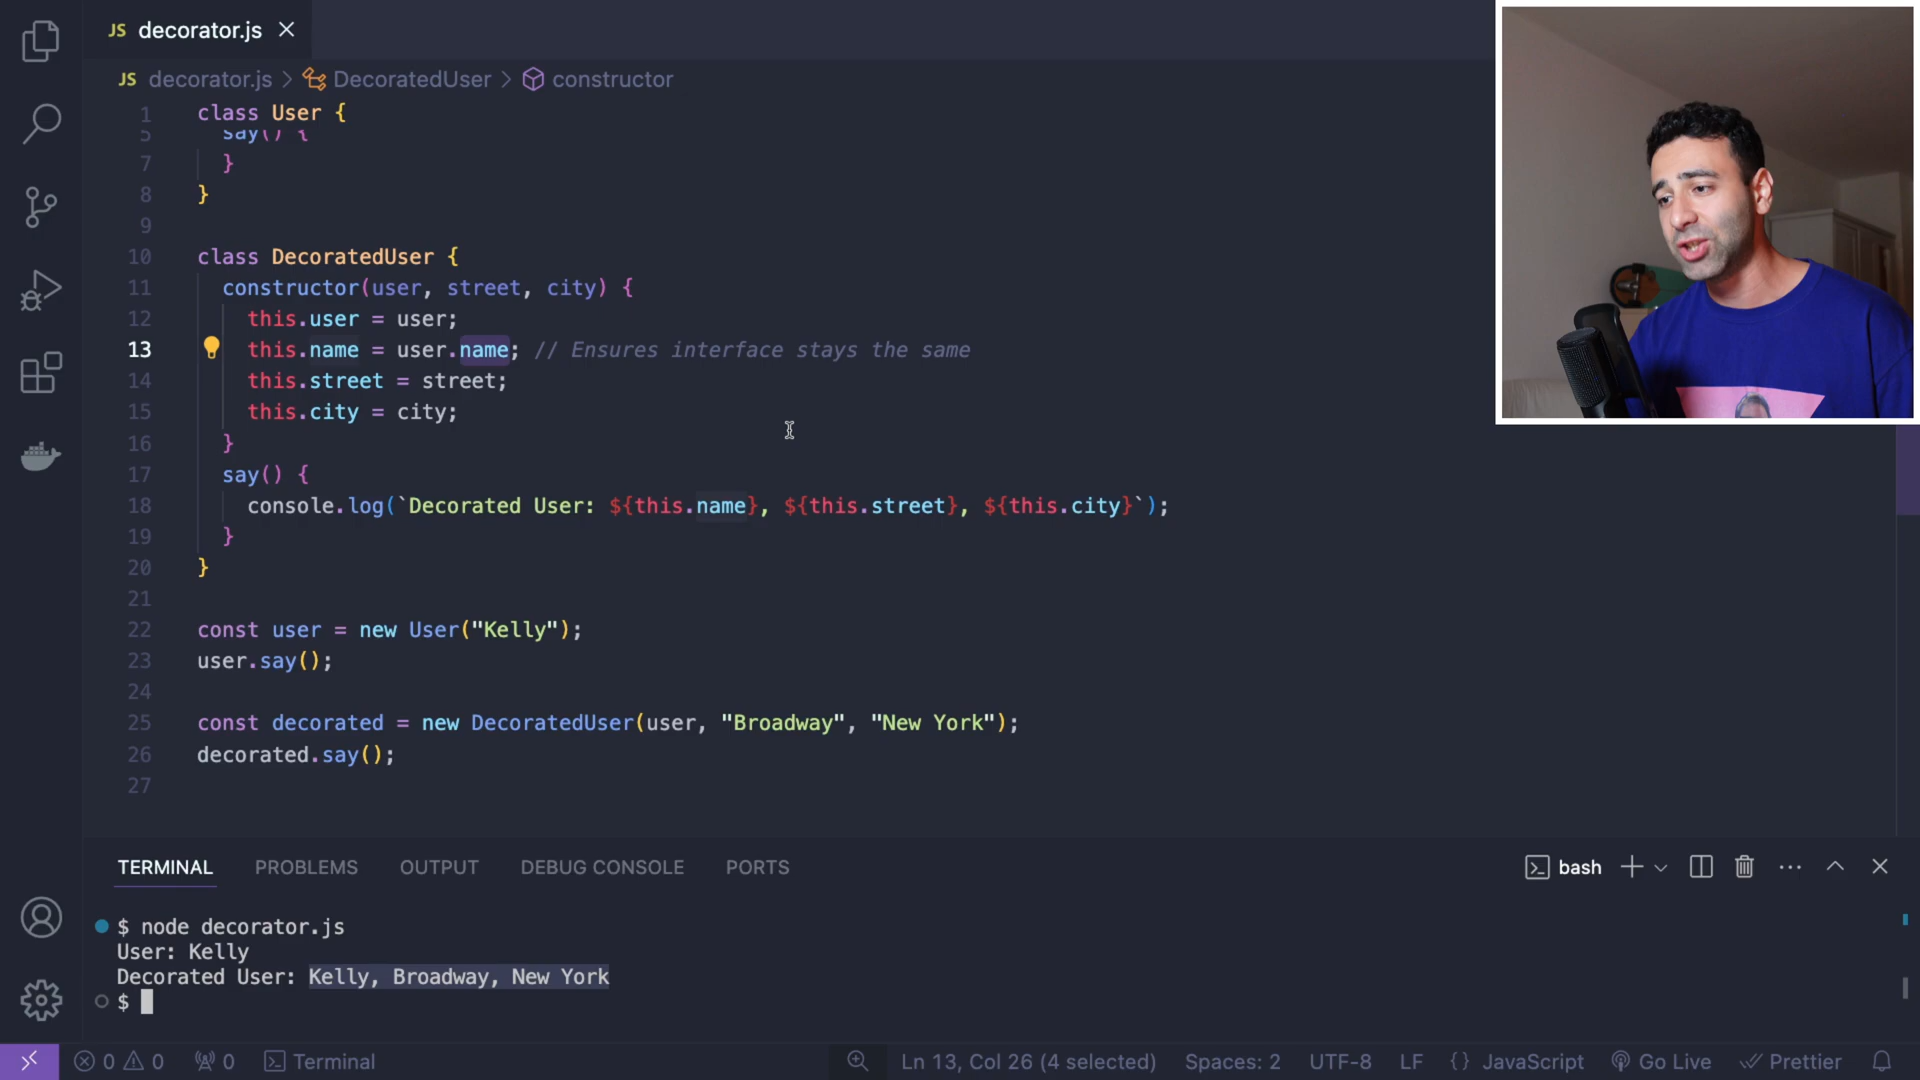 JS decorator.js
JS decorator.js > DecoratedUser > constructor
1 class User {
5 say() {
7 }
8 }
9
10 class DecoratedUser {
11 constructor(user, street, city) {
12 this.user = user;
13 this.name = user.name; // Ensures interface stays the same
14 this.street = street;
15 this.city = city;
16 }
17 say() {
18 console.log(`Decorated User: ${this.name}, ${this.street}, ${this.city}`);
19 }
20 }
21
22 const user = new User("Kelly");
23 user.say();
24
25 const decorated = new DecoratedUser(user, "Broadway", "New York");
26 decorated.say();
27
TERMINAL PROBLEMS OUTPUT DEBUG CONSOLE PORTS bash
$ node decorator.js
User: Kelly
Decorated User: Kelly, Broadway, New York
$
0 0 0 Terminal Ln 13, Col 26 (4 selected) Spaces: 2 UTF-8 LF {} JavaScript Go Live Prettier